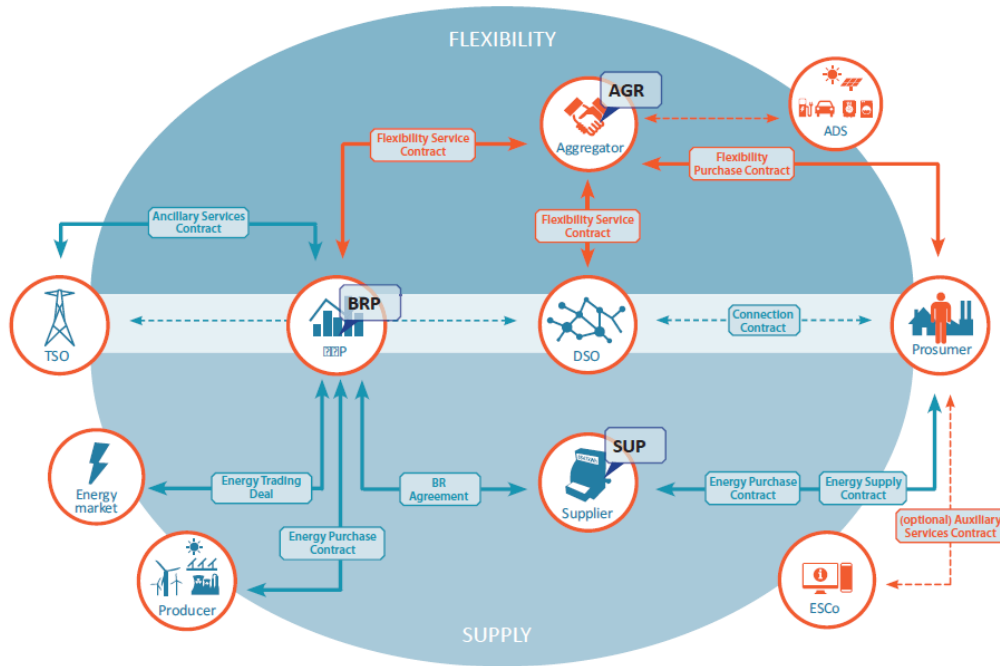 FLEXIBILITY
AGR
Aggregator
ADS
Flexibility Service
Contract
Flexibility
Purchase Contract
Ancillary Services
Contract
Flexibility Service
Contract
TSO
BRP
DSO
Connection
Contract
Prosumer
SUP
Supplier
Energy
market
Energy Trading
Deal
BR
Agreement
Energy Purchase
Contract
Energy Supply
Contract
Energy Purchase
Contract
(optional) Auxiliary
Services Contract
Producer
ESCo
SUPPLY